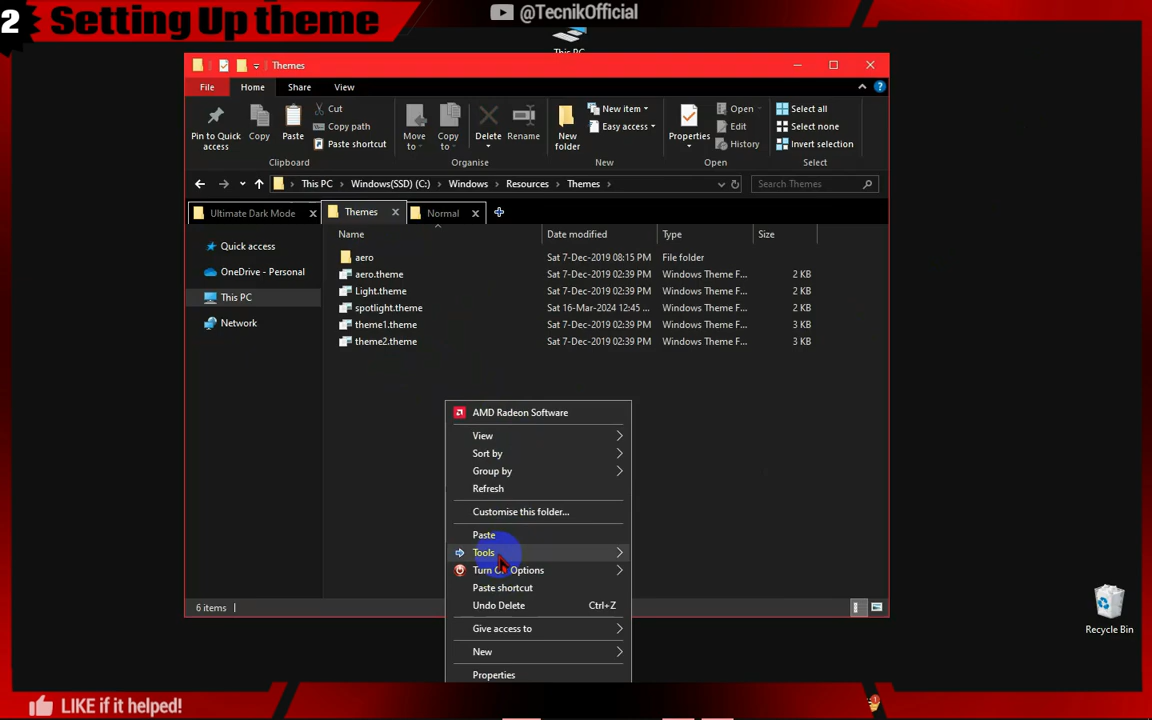 2 Setting Up theme
@TecnikOfficial
This PC
Themes
File Home Share View
Pin to Quick access
Copy
Paste
Cut
Copy path
Paste shortcut
Clipboard
Move to
Copy to
Delete
Rename
Organise
New folder
New item
Easy access
New
Properties
Open
Edit
History
Open
Select all
Select none
Invert selection
Select
This PC Windows(SSD) (C:) Windows Resources Themes
Search Themes
Ultimate Dark Mode Themes Normal
Name Date modified Type Size
Quick access
OneDrive - Personal
This PC
Network
aero Sat 7-Dec-2019 08:15 PM File folder
aero.theme Sat 7-Dec-2019 02:39 PM Windows Theme F... 2 KB
Light.theme Sat 7-Dec-2019 02:39 PM Windows Theme F... 2 KB
spotlight.theme Sat 16-Mar-2024 12:45 ... Windows Theme F... 2 KB
theme1.theme Sat 7-Dec-2019 02:39 PM Windows Theme F... 3 KB
theme2.theme Sat 7-Dec-2019 02:39 PM Windows Theme F... 3 KB
AMD Radeon Software
View
Sort by
Group by
Refresh
Customise this folder...
Paste
Tools
Turn Options
Paste shortcut
Undo Delete Ctrl+Z
Give access to
New
Properties
6 items
Recycle Bin
LIKE if it helped!